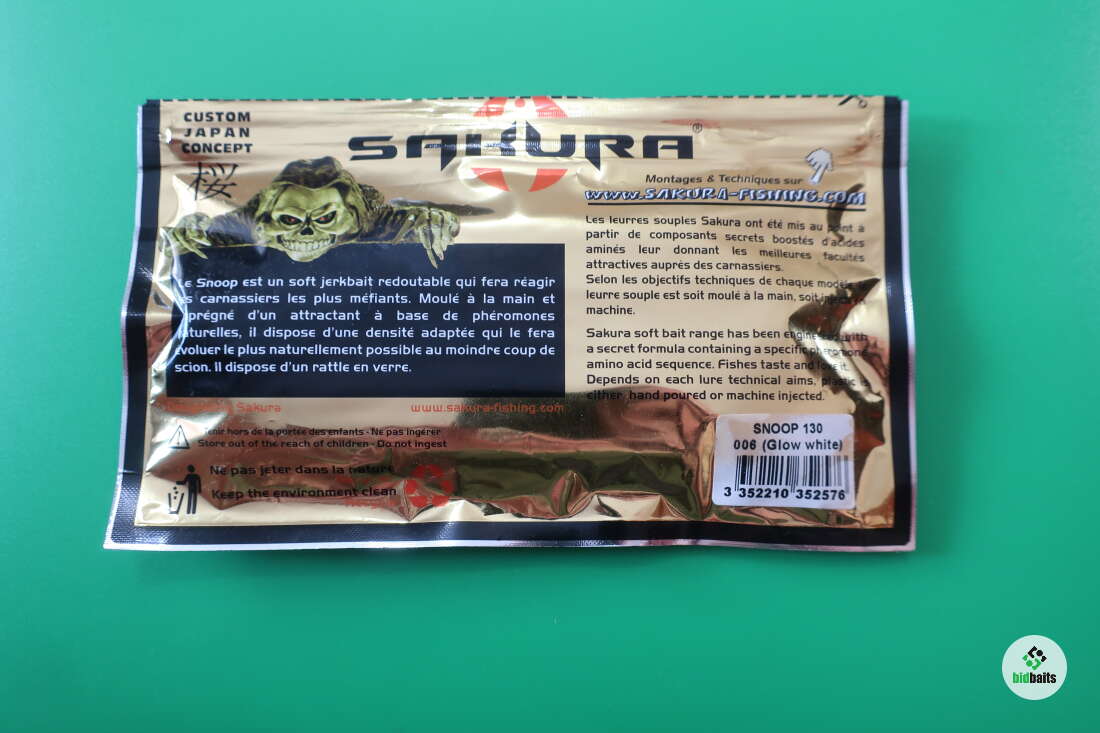 CUSTOM
JAPAN
CONCEPT
桜
SAKURA®
Montages & Techniques sur
www.SAKURA-FISHING.com
Le Snoop est un soft jerkbait redoutable qui fera réagir
carnassiers les plus méfiants. Moulé à la main et
d'un attractant à base de phéromones
naturelles, il dispose d'une densité adaptée qui le fera
évoluer le plus naturellement possible au moindre coup de
scion. Il dispose d'un rattle en verre.
Les leurres souples Sakura ont été mis au point a
partir de composants secrets boostés d'acides
aminés leur donnant les meilleures facultés
attractives auprès des carnassiers.
Selon les objectifs techniques de chaque modèle
leurre souple est soit moulé à la main, soit injecté
machine.
Sakura soft bait range has been with
a secret formula containing a specific pheromone
amino acid sequence. Fishes taste and love it.
Depends on each lure technical aims, plastic is
either hand poured or machine injected.
Sakura
www.sakura-fishing.com
Tenir hors de la portée des enfants - Ne pas ingérer
Store out of the reach of children - Do not ingest
Ne pas jeter dans la nature
Keep the environment clean
SNOOP 130
006 (Glow white)
3 352210 352576
bidbaits